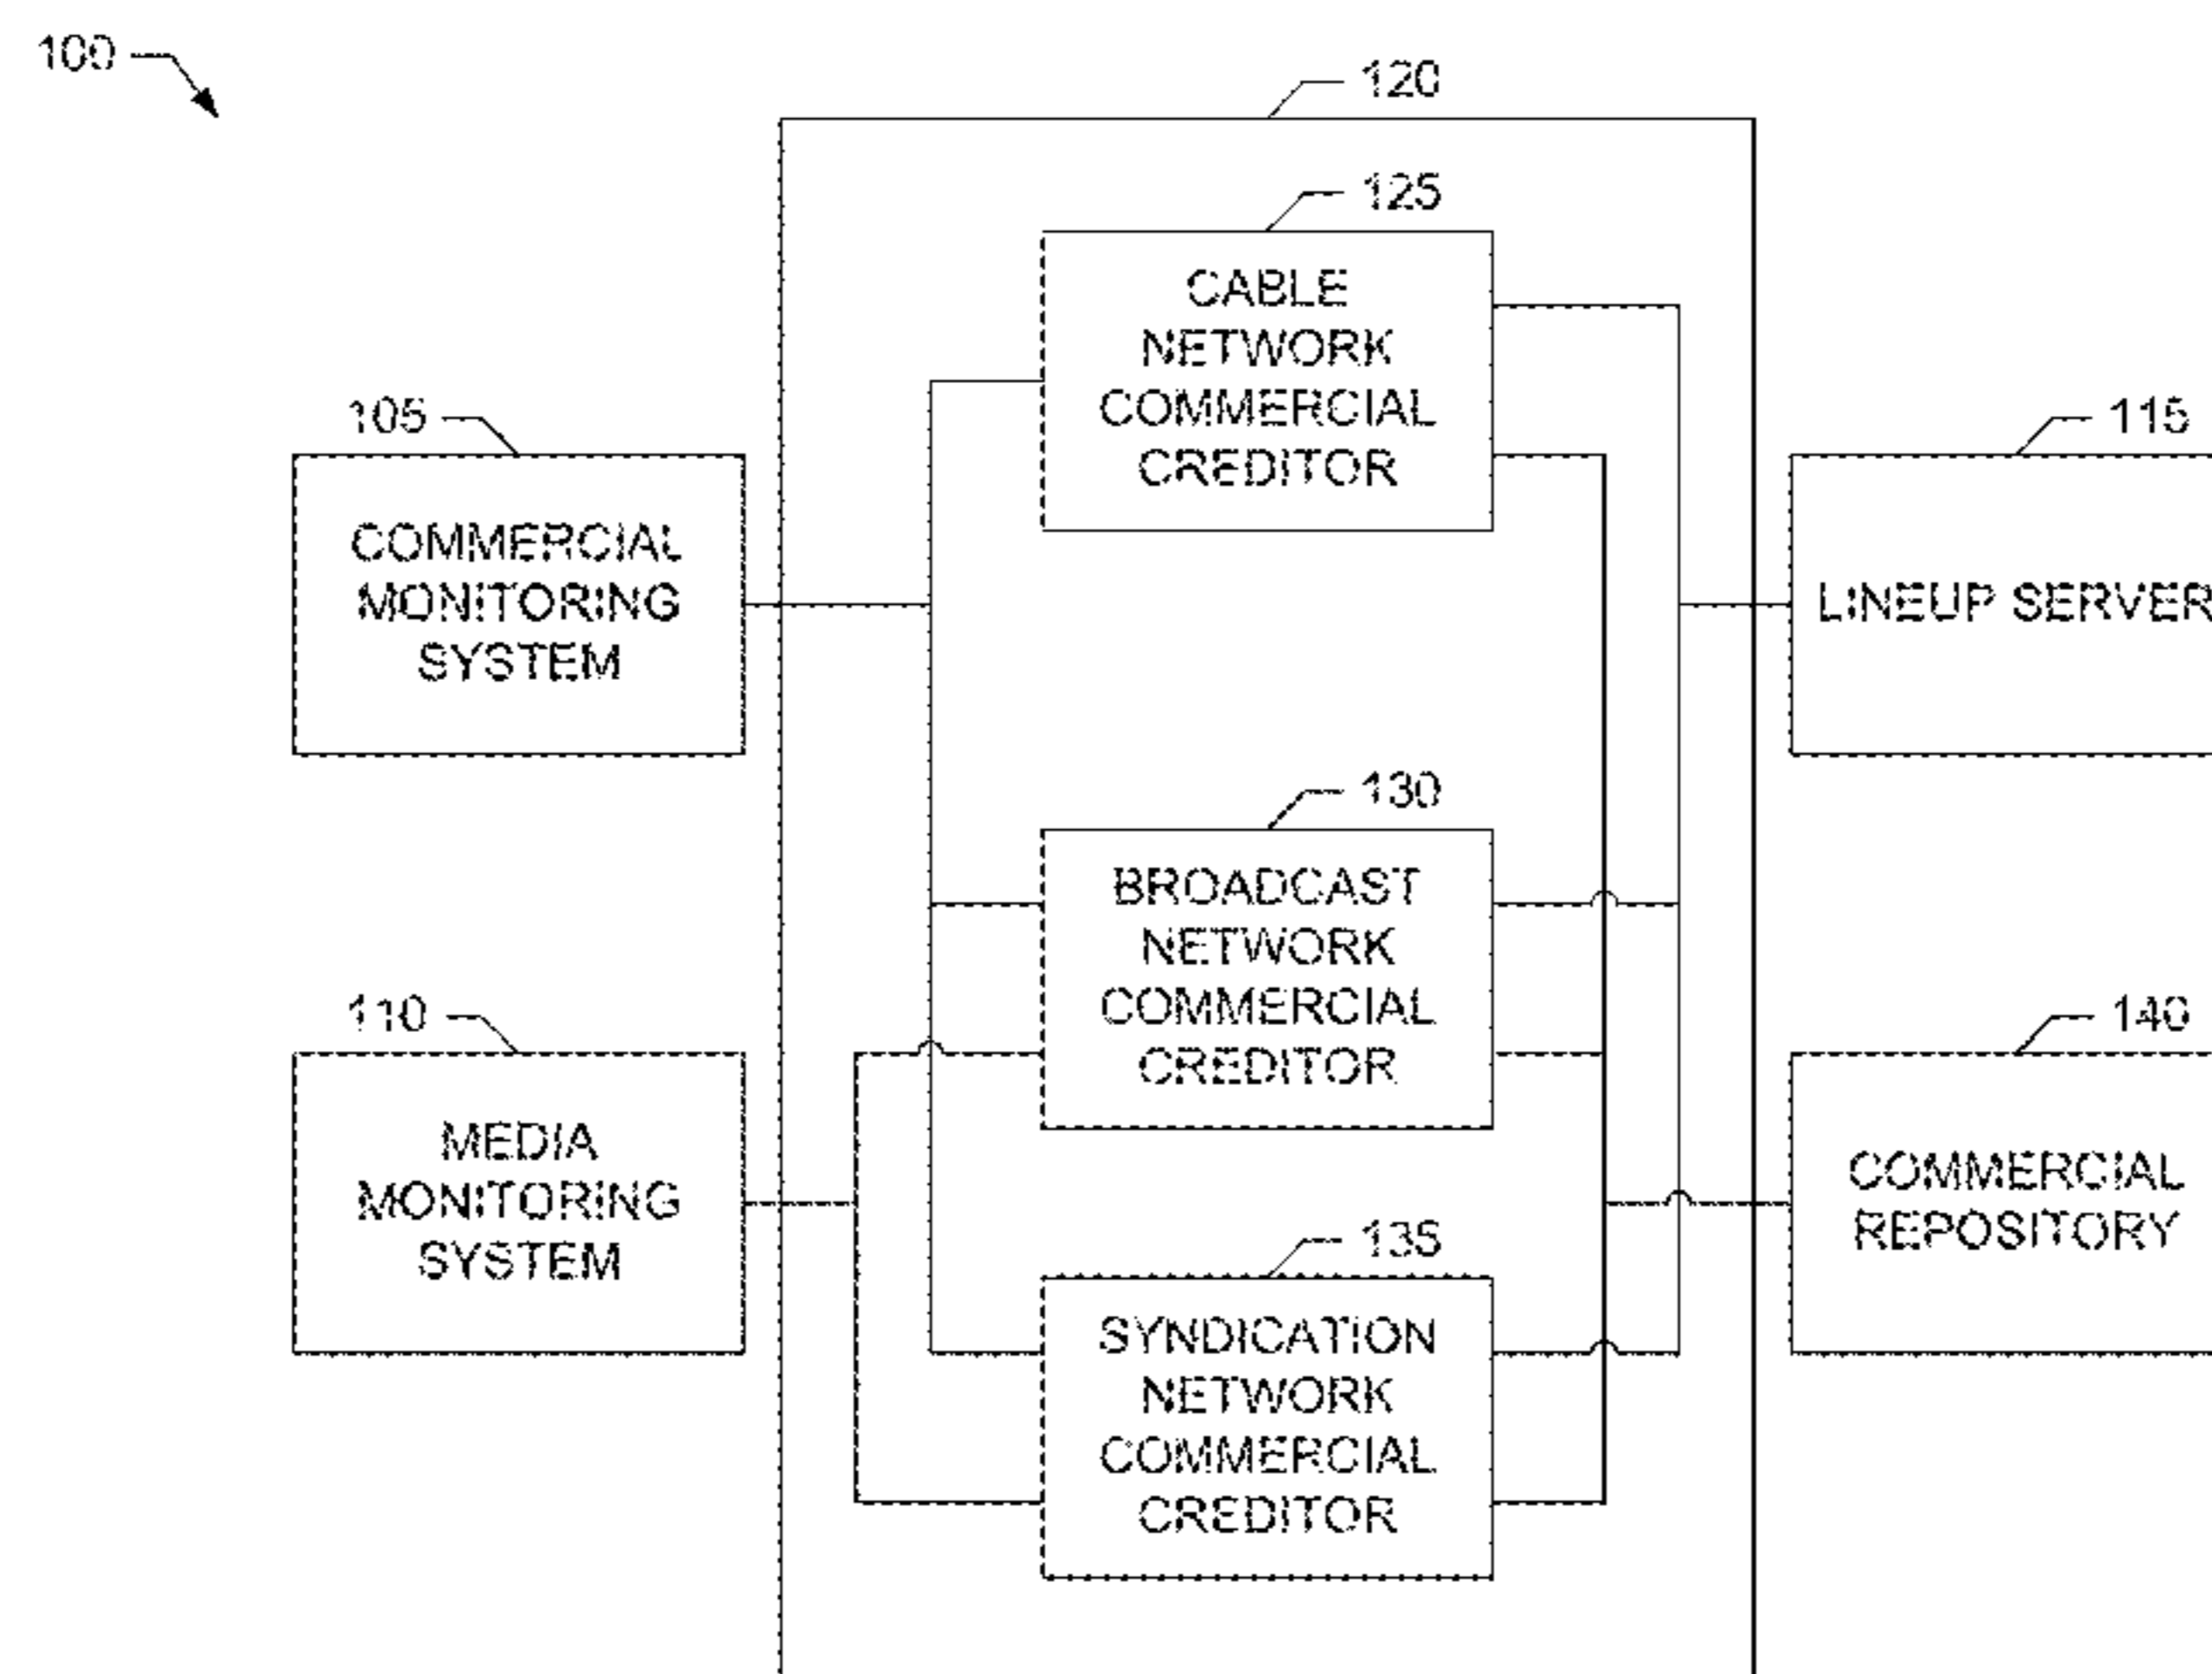 100
120
125
CABLE
NETWORK
COMMERCIAL
CREDITOR
105
COMMERCIAL
MONITORING
SYSTEM
115
LINEUP SERVER
130
BROADCAST
NETWORK
COMMERCIAL
CREDITOR
110
MEDIA
MONITORING
SYSTEM
140
COMMERCIAL
REPOSITORY
135
SYNDICATION
NETWORK
COMMERCIAL
CREDITOR